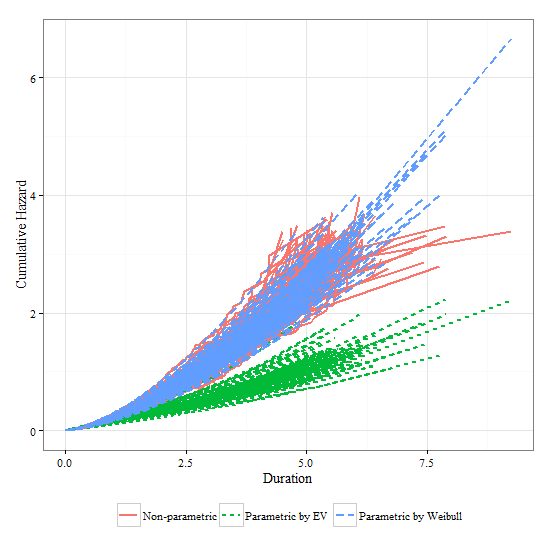 6
4
2
0
Cumulative Hazard
0.0 2.5 5.0 7.5
Duration
Non-parametric Parametric by EV Parametric by Weibull